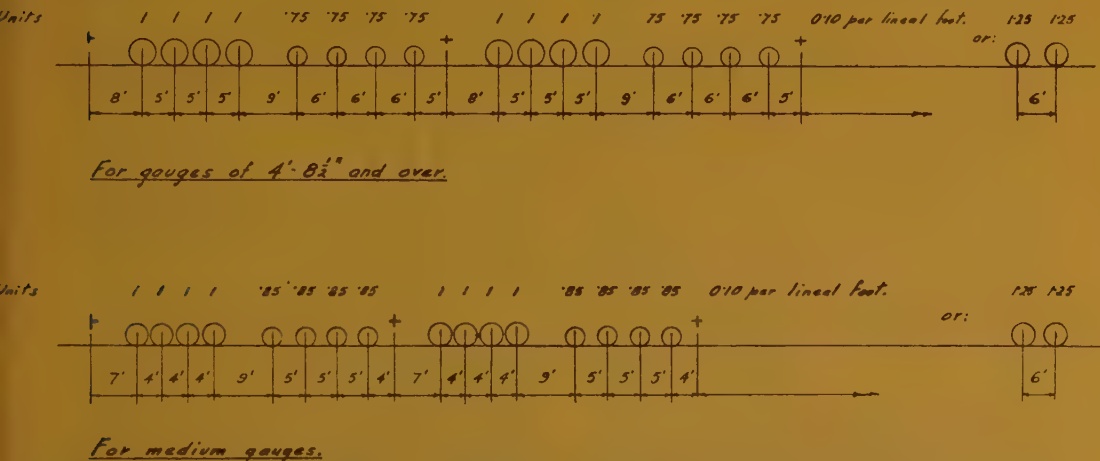 Units 1 1 1 1 .75 .75 .75 .75 1 1 1 1 75 .75 .75 .75 0.10 per lineal foot. 1.25 1.25
or:
8' 5' 5' 5' 9' 6' 6' 6' 5' 8' 5' 5' 5' 9' 6' 6' 6' 5' 6'
For gauges of 4'-8½" and over.
Units 1 1 1 1 .85 .85 .85 .85 1 1 1 1 .85 .85 .85 .85 0.10 per lineal foot. 1.25 1.25
or:
7' 4' 4' 4' 9' 5' 5' 5' 4' 7' 4' 4' 4' 9' 5' 5' 5' 4' 6'
For medium gauges.